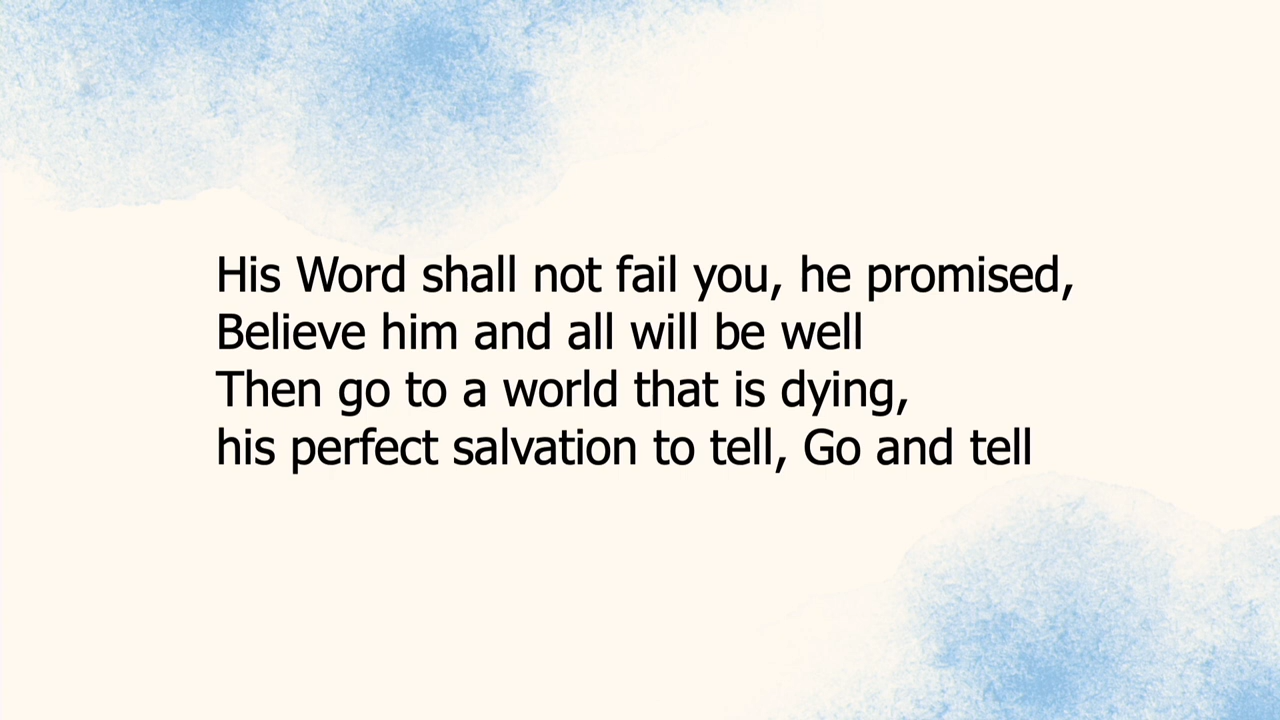 His Word shall not fail you, he promised,
Believe him and all will be well
Then go to a world that is dying,
his perfect salvation to tell, Go and tell